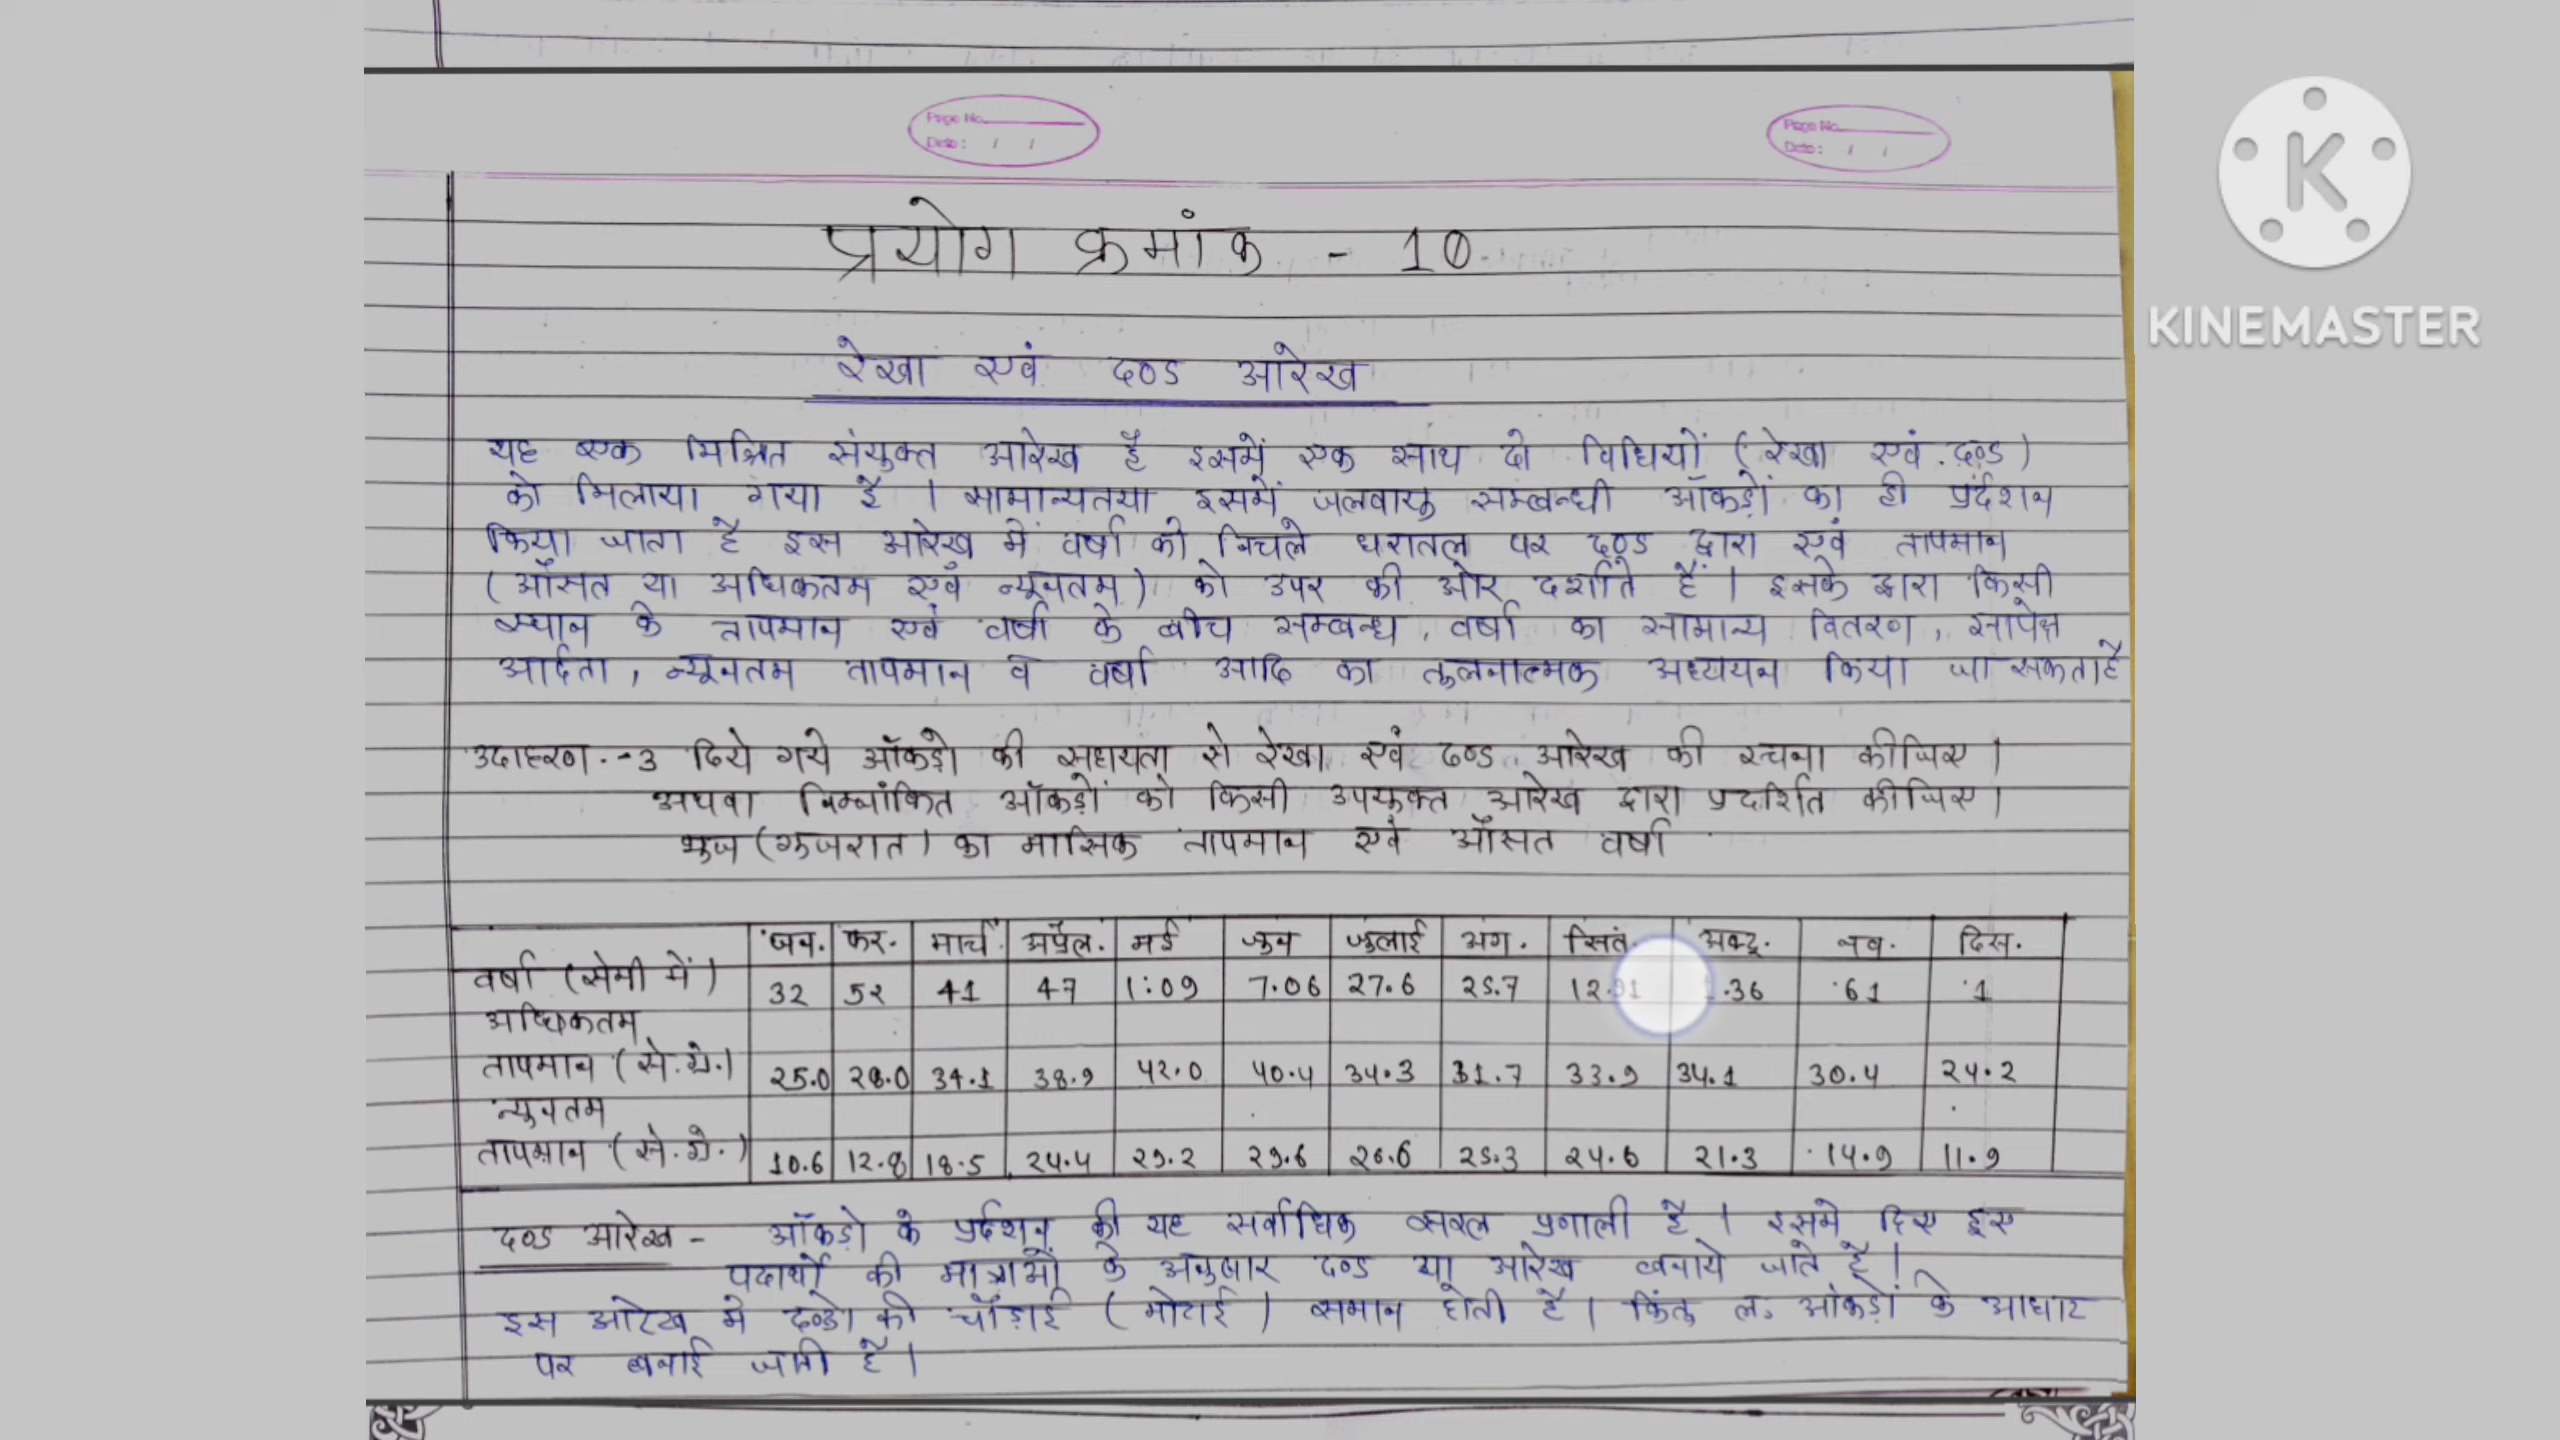 Page No.
Date: / /
Page No.
Date: / /
KINEMASTER
प्रयोग क्रमांक - 10
रेखा एवं दण्ड आरेख
यह एक मिश्रित संयुक्त आरेख है इसमें एक साथ दो विधियों (रेखा एवं दण्ड)
को मिलाया गया है । सामान्यतया इसमें जलवायु सम्बन्धी आँकड़ों का ही प्रर्दशन
किया जाता है इस आरेख में वर्षा को निचले धरातल पर दण्ड द्वारा एवं तापमान
(औसत या अधिकतम एवं न्यूनतम) को उपर की ओर दर्शाते हैं । इसके द्वारा किसी
स्थान के तापमान एवं वर्षा के बीच सम्बन्ध, वर्षा का सामान्य वितरण, सापेक्ष
आर्दता, न्यूनतम तापमान व वर्षा आदि का तुलनात्मक अध्ययन किया जा सकता है
उदाहरण.-3 दिये गये आँकड़ो की सहायता से रेखा एवं दण्ड आरेख की रचना कीजिए ।
अथवा निम्नांकित आँकड़ों को किसी उपयुक्त आरेख द्वारा प्रदर्शित कीजिए ।
भुज (गुजरात) का मासिक तापमान एवं औसत वर्षा
जन. फर. मार्च अप्रैल. मई जुन जुलाई अग. सितं. अक्टू. नव. दिस.
वर्षा (सेमी में) 32 52 41 47 1:09 7.06 27.6 25.7 .36 .61 .1
अधिकतम
तापमान (से.ग्रे.) 25.0 28.0 34.1 38.9 42.0 40.4 34.3 31.7 33.9 34.1 30.4 24.2
न्युनतम
तापमान (से.ग्रे.) 10.6 12.8 18.5 24.4 29.2 29.6 26.6 25.3 24.6 21.3 14.9 11.9
दण्ड आरेख - आँकड़ो के प्रर्दशन की यह सर्वाधिक सरल प्रणाली है । इसमे दिए इस
पदार्थो की मात्राओं के अनुसार दण्ड या आरेख बनाये जाते है ।
इस आरेख मे दण्डो की चौड़ाई (मोटाई) समान होती है । किंतु ल. आंकड़ों के आधार
पर बनाई जाती है ।